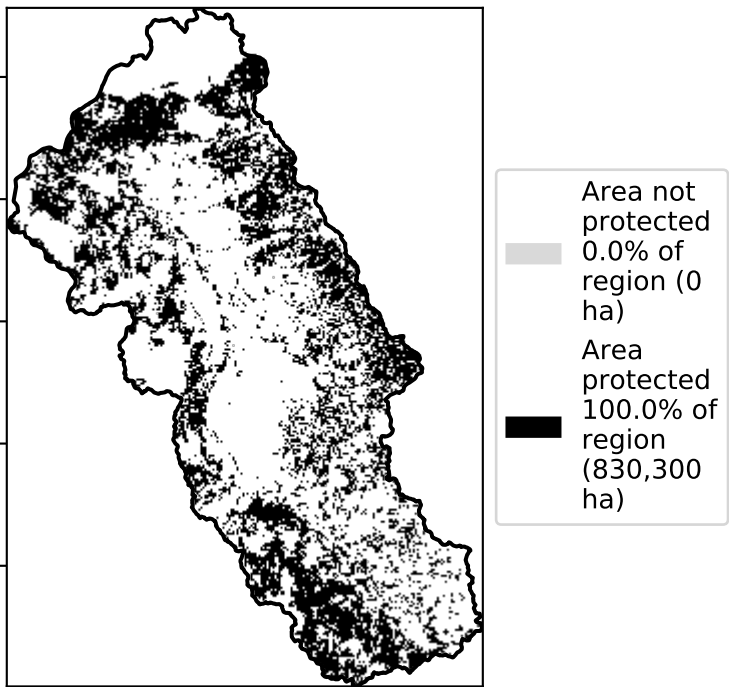 Area not
protected
0.0% of
region (0
ha)
Area
protected
100.0% of
region
(830,300
ha)